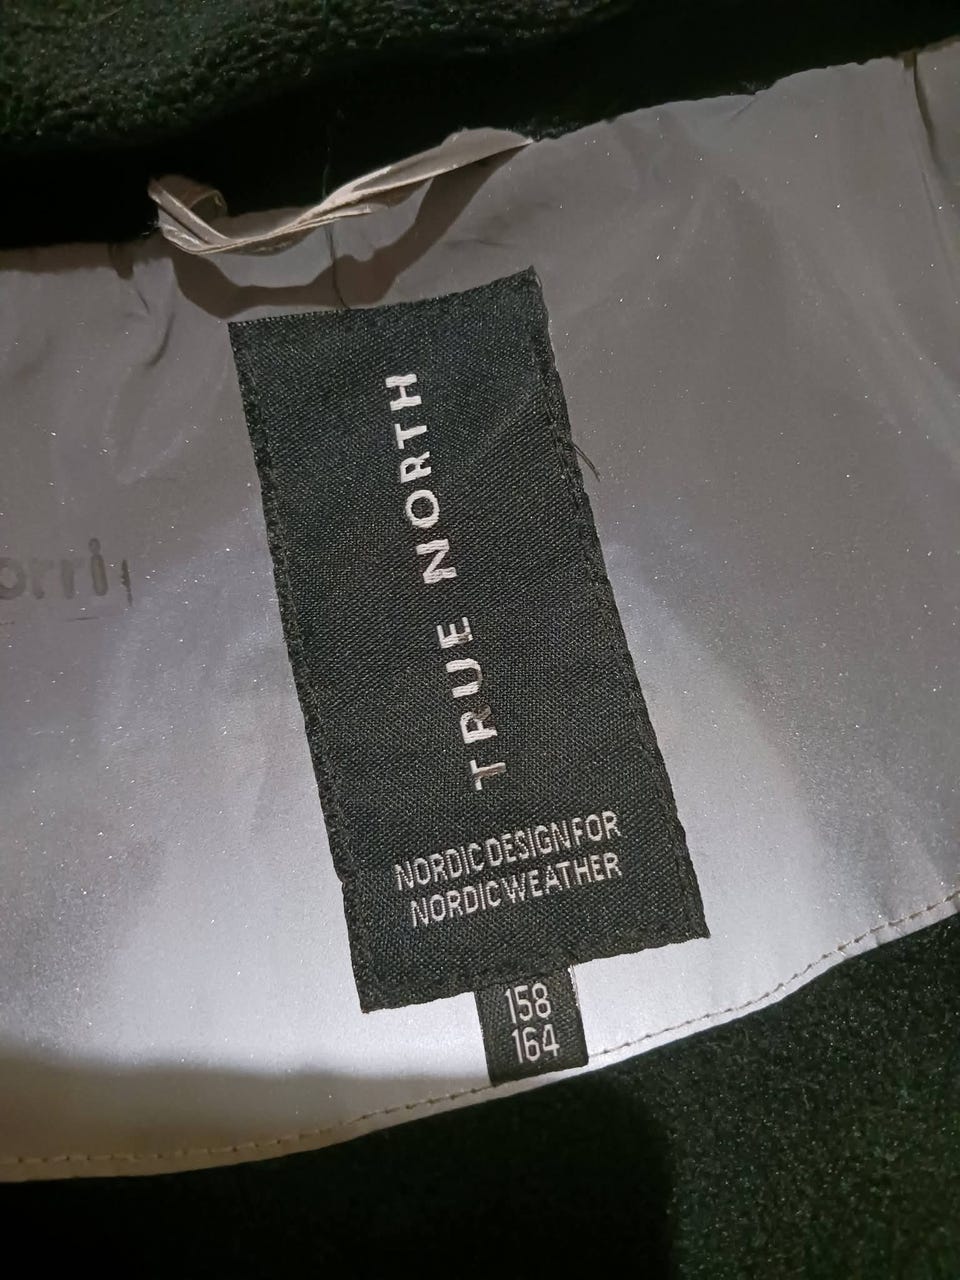 TRUE NORTH
NORDIC DESIGN FOR
NORDIC WEATHER
158
164